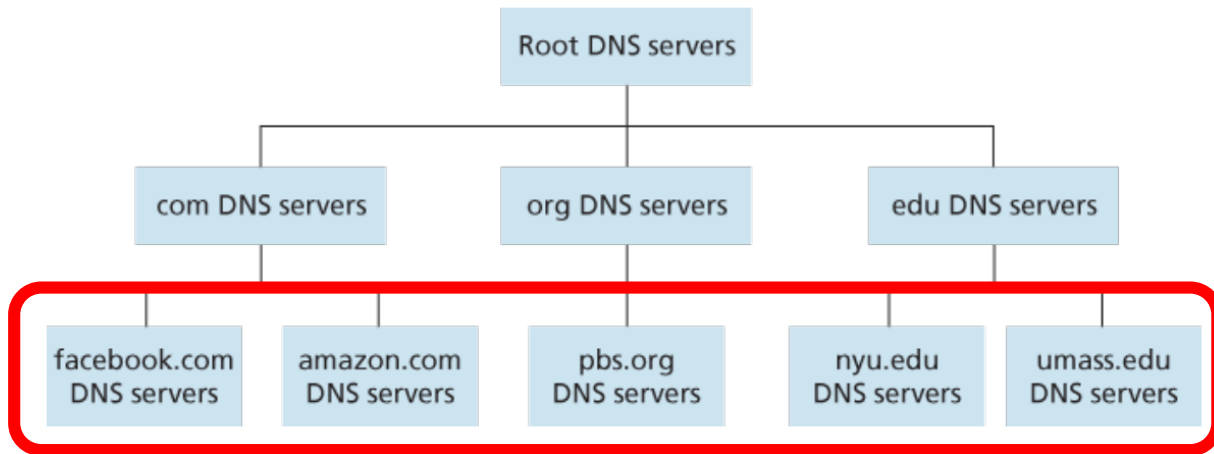 Root DNS servers
com DNS servers
org DNS servers
edu DNS servers
facebook.com
DNS servers
amazon.com
DNS servers
pbs.org
DNS servers
nyu.edu
DNS servers
umass.edu
DNS servers